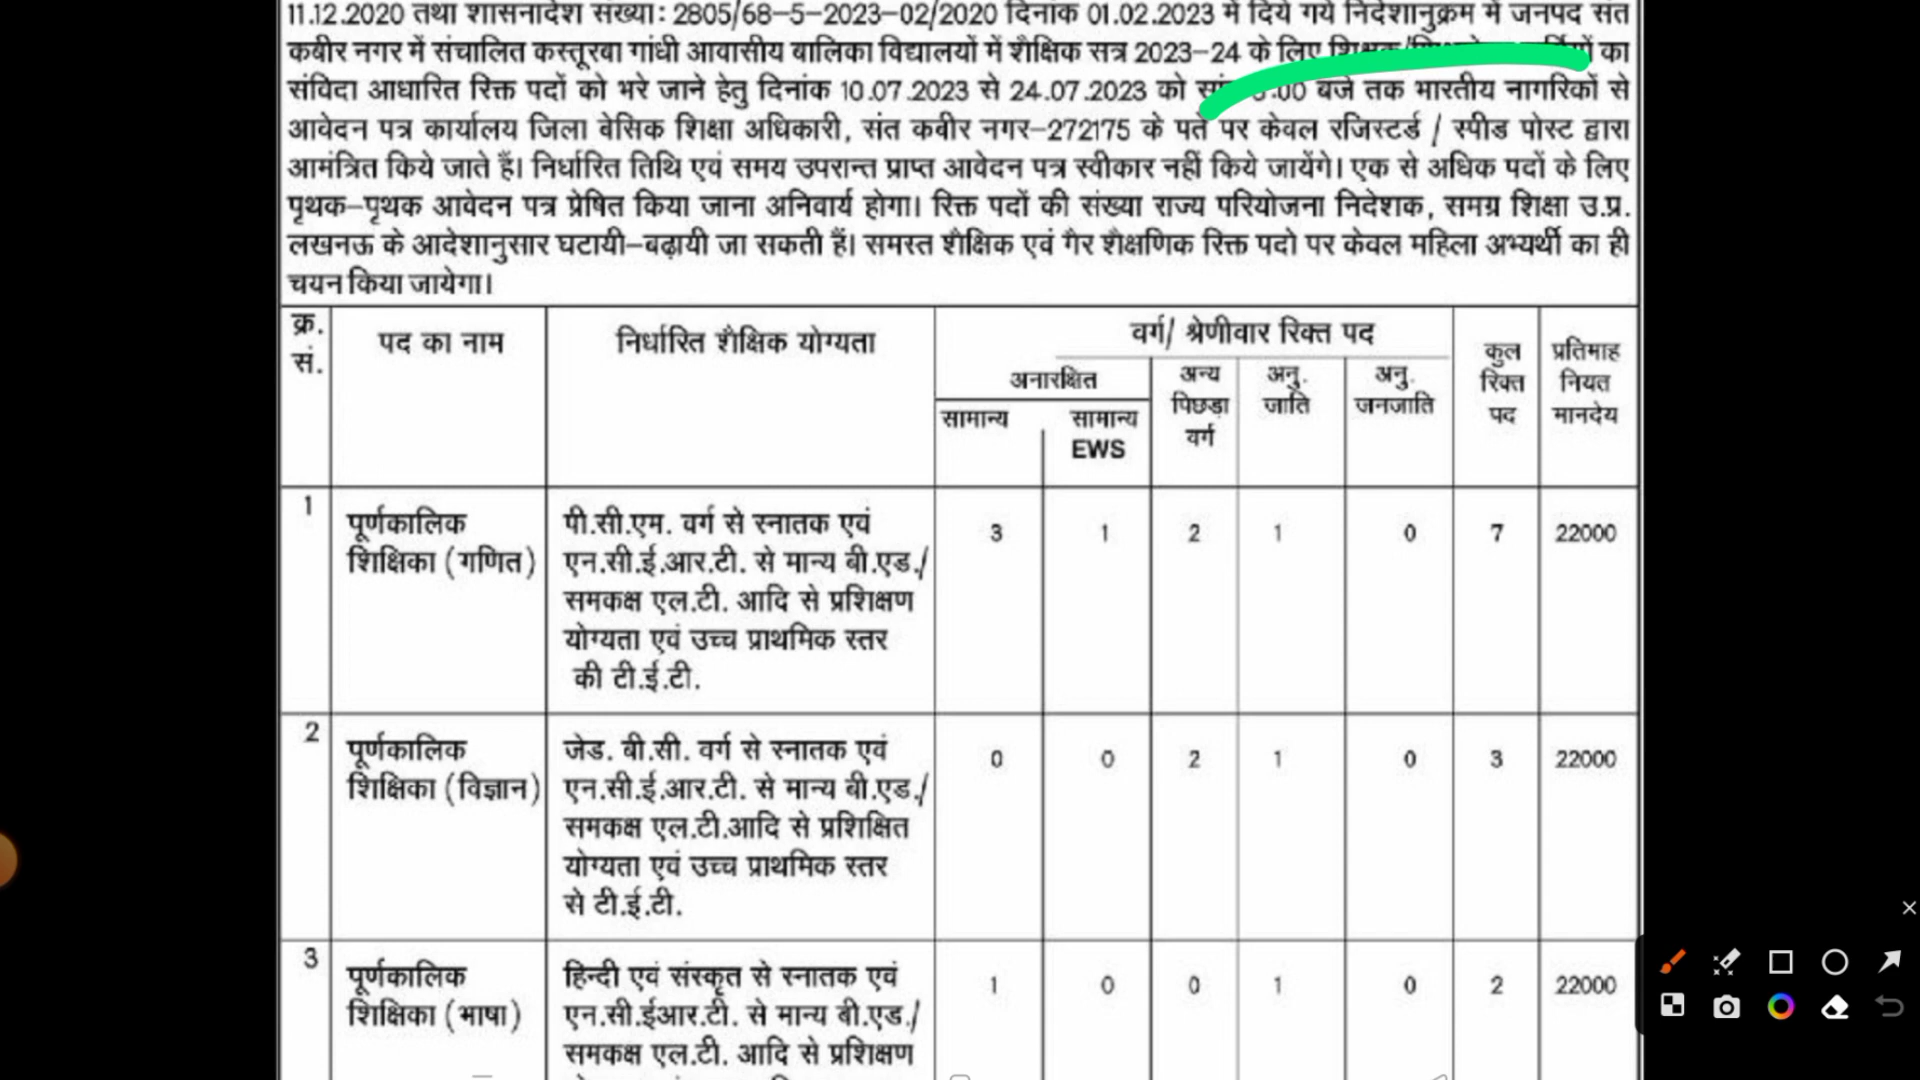 11.12.2020 तथा शासनादेश संख्याः 2805/68-5-2023-02/2020 दिनांक 01.02.2023 में दिये गये निर्देशानुक्रम में जनपद संत
कबीर नगर में संचालित कस्तूरबा गांधी आवासीय बालिका विद्यालयों में शैक्षिक सत्र 2023-24 के लिए का
संविदा आधारित रिक्त पदों को भरे जाने हेतु दिनांक 10.07.2023 से 24.07.2023 को बजे तक भारतीय नागरिकों से
आवेदन पत्र कार्यालय जिला बेसिक शिक्षा अधिकारी, संत कबीर नगर-272175 के पते पर केवल रजिस्टर्ड / स्पीड पोस्ट द्वारा
आमंत्रित किये जाते हैं। निर्धारित तिथि एवं समय उपरान्त प्राप्त आवेदन पत्र स्वीकार नहीं किये जायेंगे। एक से अधिक पदों के लिए
पृथक-पृथक आवेदन पत्र प्रेषित किया जाना अनिवार्य होगा। रिक्त पदों की संख्या राज्य परियोजना निदेशक, समग्र शिक्षा उ.प्र.
लखनऊ के आदेशानुसार घटायी-बढ़ायी जा सकती हैं। समस्त शैक्षिक एवं गैर शैक्षणिक रिक्त पदो पर केवल महिला अभ्यर्थी का ही
चयन किया जायेगा।
क्र. सं. पद का नाम निर्धारित शैक्षिक योग्यता वर्ग/ श्रेणीवार रिक्त पद कुल रिक्त पद प्रतिमाह नियत मानदेय
अनारक्षित अन्य पिछड़ा वर्ग अनु. जाति अनु. जनजाति
सामान्य सामान्य EWS
1 पूर्णकालिक पी.सी.एम. वर्ग से स्नातक एवं 3 1 2 1 0 7 22000
शिक्षिका (गणित) एन.सी.ई.आर.टी. से मान्य बी.एड./
समकक्ष एल.टी. आदि से प्रशिक्षण
योग्यता एवं उच्च प्राथमिक स्तर
की टी.ई.टी.
2 पूर्णकालिक जेड. बी.सी. वर्ग से स्नातक एवं 0 0 2 1 0 3 22000
शिक्षिका (विज्ञान) एन.सी.ई.आर.टी. से मान्य बी.एड./
समकक्ष एल.टी.आदि से प्रशिक्षित
योग्यता एवं उच्च प्राथमिक स्तर
से टी.ई.टी.
3 पूर्णकालिक हिन्दी एवं संस्कृत से स्नातक एवं 1 0 0 1 0 2 22000
शिक्षिका (भाषा) एन.सी.ईआर.टी. से मान्य बी.एड./
समकक्ष एल.टी. आदि से प्रशिक्षण